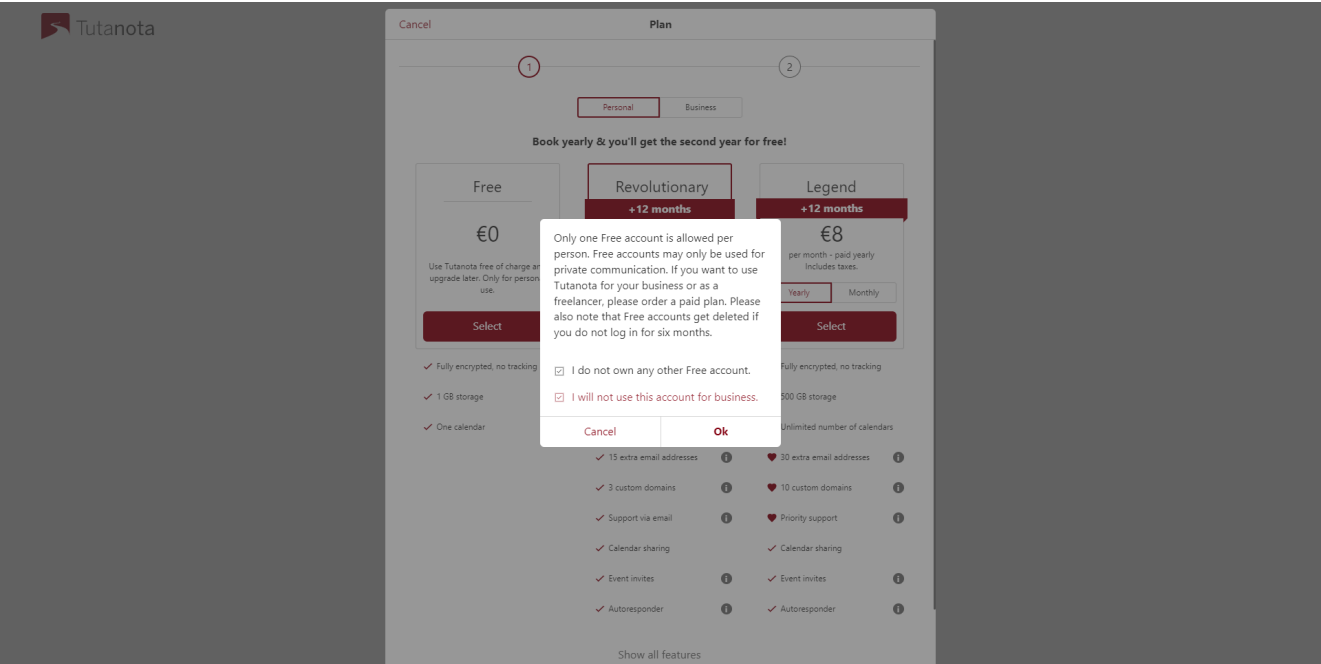 Tutanota
Cancel
Plan
1
2
Personal
Business
Book yearly & you'll get the second year for free!
Free
€0
Use Tutanota free of charge an
upgrade later. Only for person
use.
Select
Fully encrypted, no tracking
1 GB storage
One calendar
Revolutionary
+12 months
15 extra email addresses
3 custom domains
Support via email
Calendar sharing
Event invites
Autoresponder
Legend
+12 months
€8
per month - paid yearly
Includes taxes.
Yearly
Monthly
Select
Fully encrypted, no tracking
500 GB storage
Unlimited number of calendars
30 extra email addresses
10 custom domains
Priority support
Calendar sharing
Event invites
Autoresponder
Only one Free account is allowed per
person. Free accounts may only be used for
private communication. If you want to use
Tutanota for your business or as a
freelancer, please order a paid plan. Please
also note that Free accounts get deleted if
you do not log in for six months.
I do not own any other Free account.
I will not use this account for business.
Cancel
Ok
Show all features